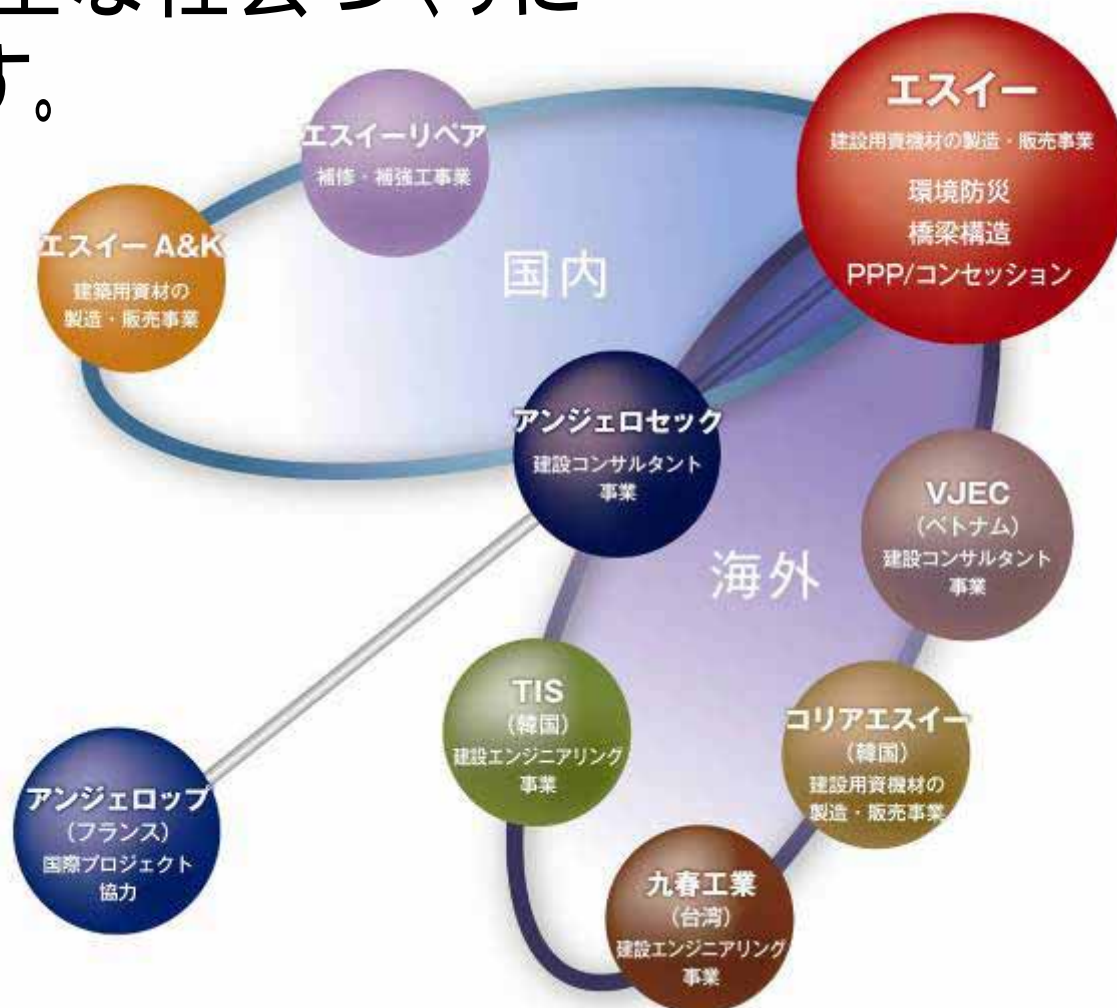 全な社会づくりに
す。
エスイー
建設用資機材の製造・販売事業
環境防災
橋梁構造
PPP/コンセッション
エスイーリペア
補修・補強工事業
エスイーA&K
建築用資材の
製造・販売事業
国内
アンジェロセック
建設コンサルタント
事業
海外
VJEC
（ベトナム）
建設コンサルタント
事業
TIS
（韓国）
建設エンジニアリング
事業
コリアエスイー
（韓国）
建設用資機材の
製造・販売事業
アンジェロップ
（フランス）
国際プロジェクト
協力
九春工業
（台湾）
建設エンジニアリング
事業